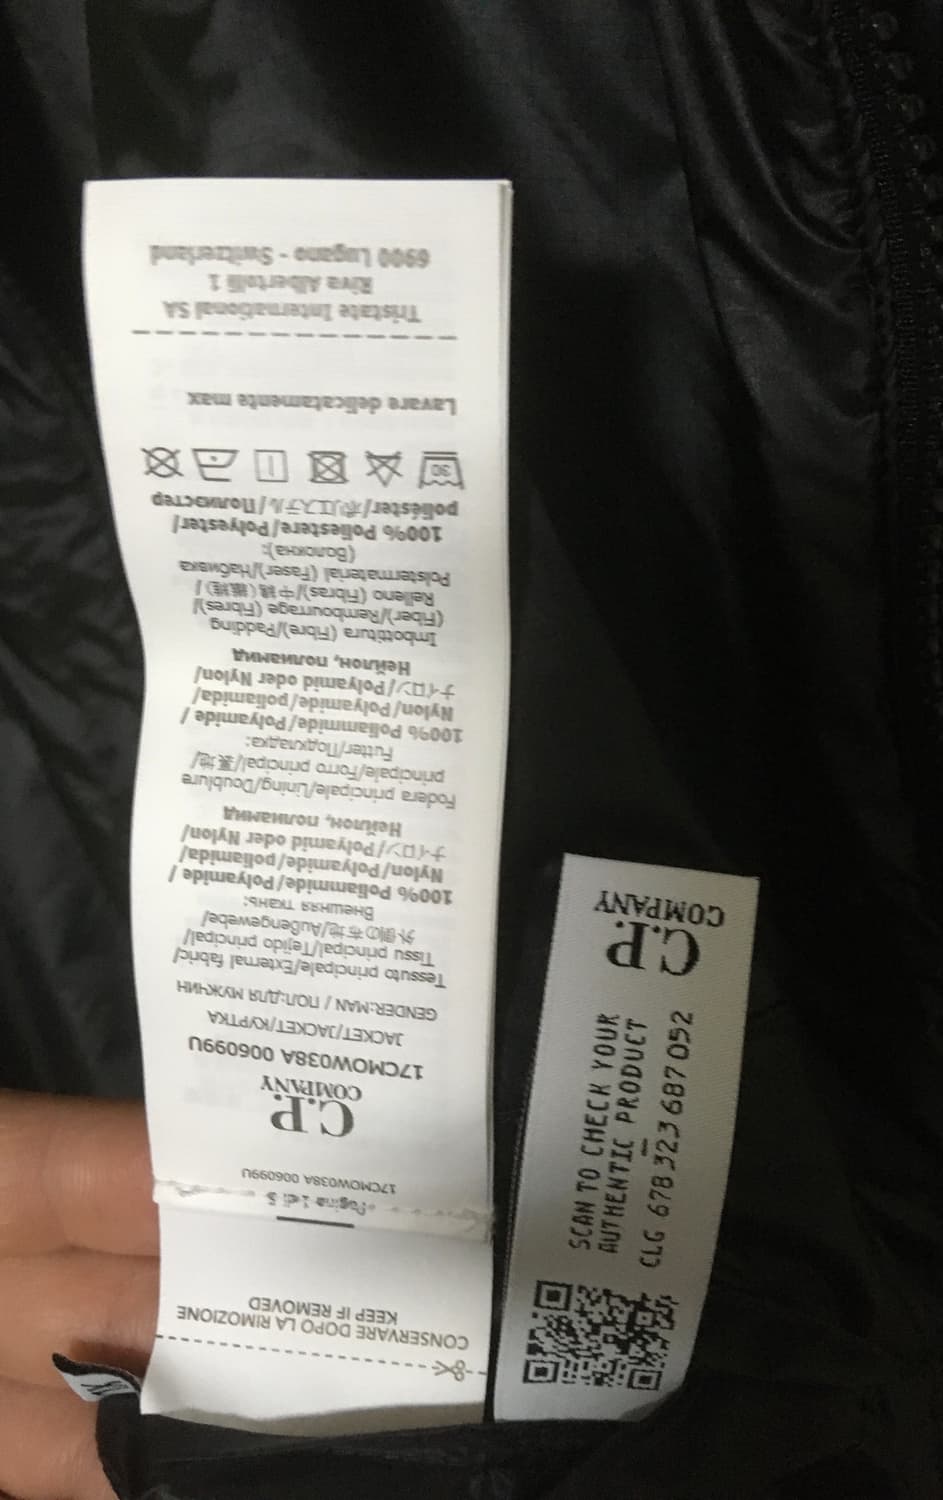 CONSERVARE DOPO LA RIMOZIONE
KEEP IF REMOVED
Pagina 1 di 5
17CMOW038A 006099U
C.P.
COMPANY
17CMOW038A 006099U
JACKET/JACKET/КУРТКА
GENDER:MAN / ПОЛ:ДЛЯ МУЖЧИН
Tessuto principale/External fabric/
Tissu principal/Tejido principal/
外側の布地/Außengewebe/
Внешняя ткань:
100% Poliammide/Polyamide /
Nylon/Polyamide/poliamida/
ナイロン/Polyamid oder Nylon/
Нейлон, полиамид
Fodera principale/Lining/Doublure
principale/Forro principal/裏地/
Futter/Подкладка:
100% Poliammide/Polyamide /
Nylon/Polyamide/poliamida/
ナイロン/Polyamid oder Nylon/
Нейлон, полиамид
Imbottitura (Fibre)/Padding
(Fiber)/Rembourrage (Fibres)/
Relleno (Fibras)/中綿(繊維)/
Polstermaterial (Faser)/Набивка
(Волокна):
100% Poliestere/Polyester/
poliéster/ポリエステル/Полиэстер
30
Lavare delicatamente max
Tristate International SA
Riva Albertolli 1
6900 Lugano - Switzerland
C.P.
COMPANY
SCAN TO CHECK YOUR
AUTHENTIC PRODUCT
CLG 678 323 687 052